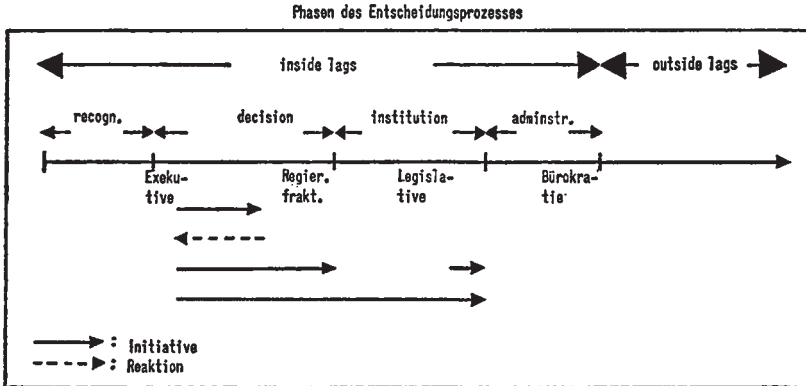 Phasen des Entscheidungsprozesses
inside lags outside lags
recogn. decision institution adminstr.
Exeku- Regier. Legisla- Bürokra-
tive frakt. tive tie
: Initiative
: Reaktion